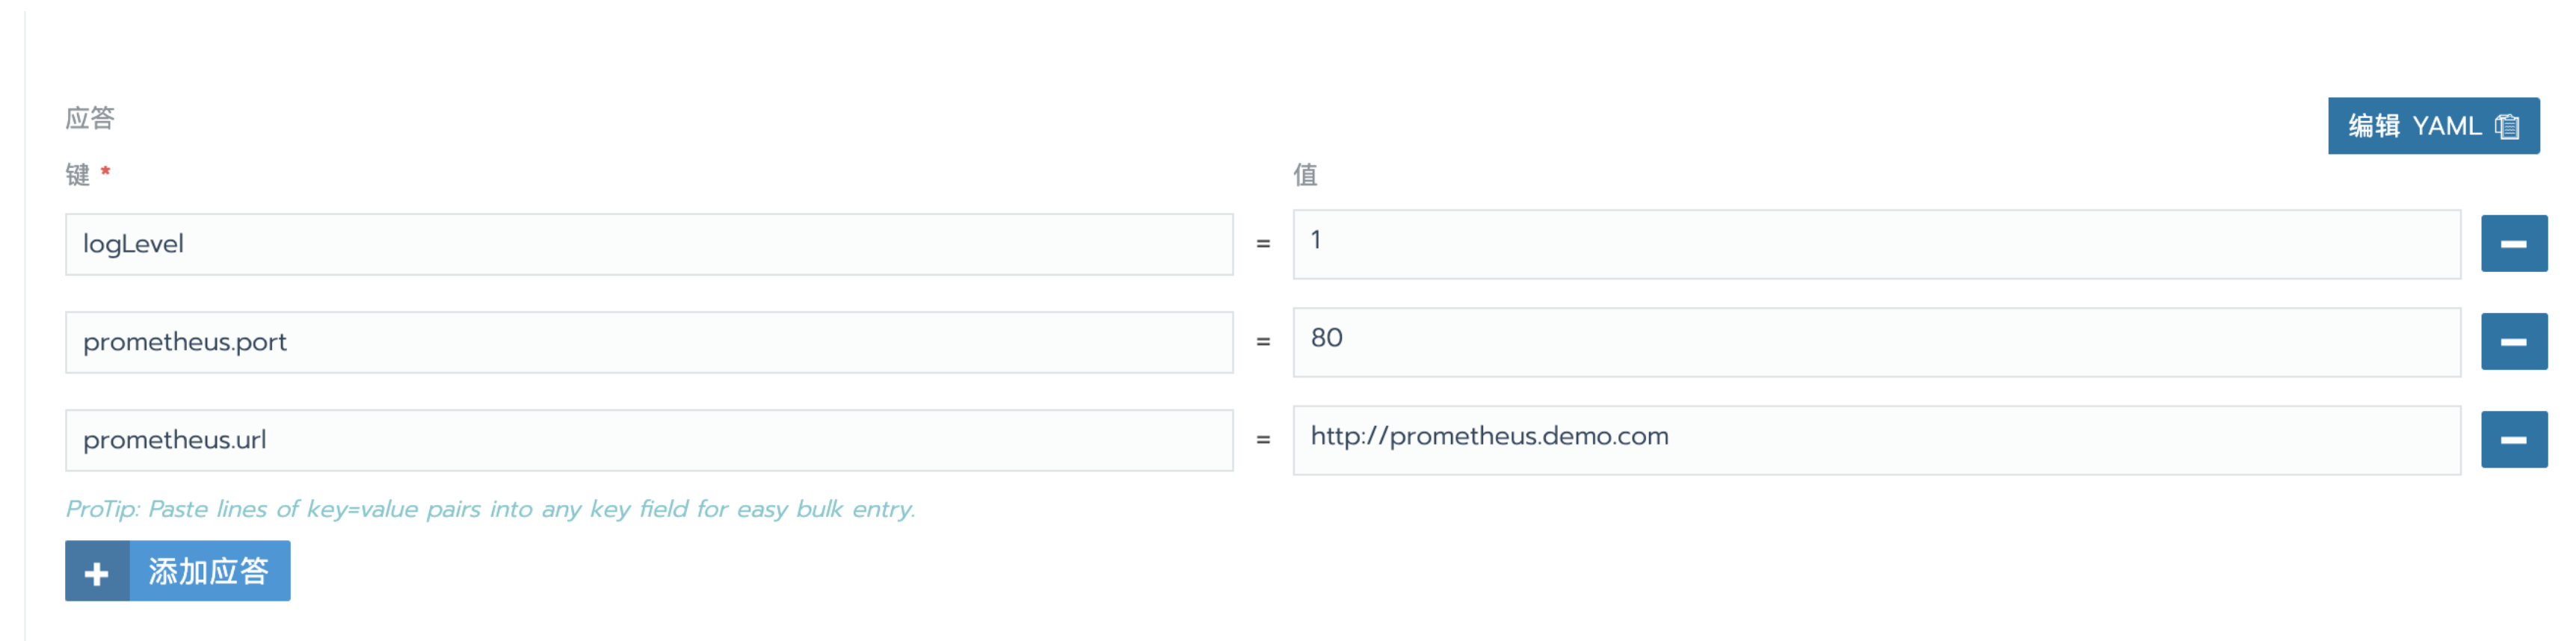 应答
编辑 YAML
键 * 值
logLevel = 1
prometheus.port = 80
prometheus.url = http://prometheus.demo.com
ProTip: Paste lines of key=value pairs into any key field for easy bulk entry.
+ 添加应答